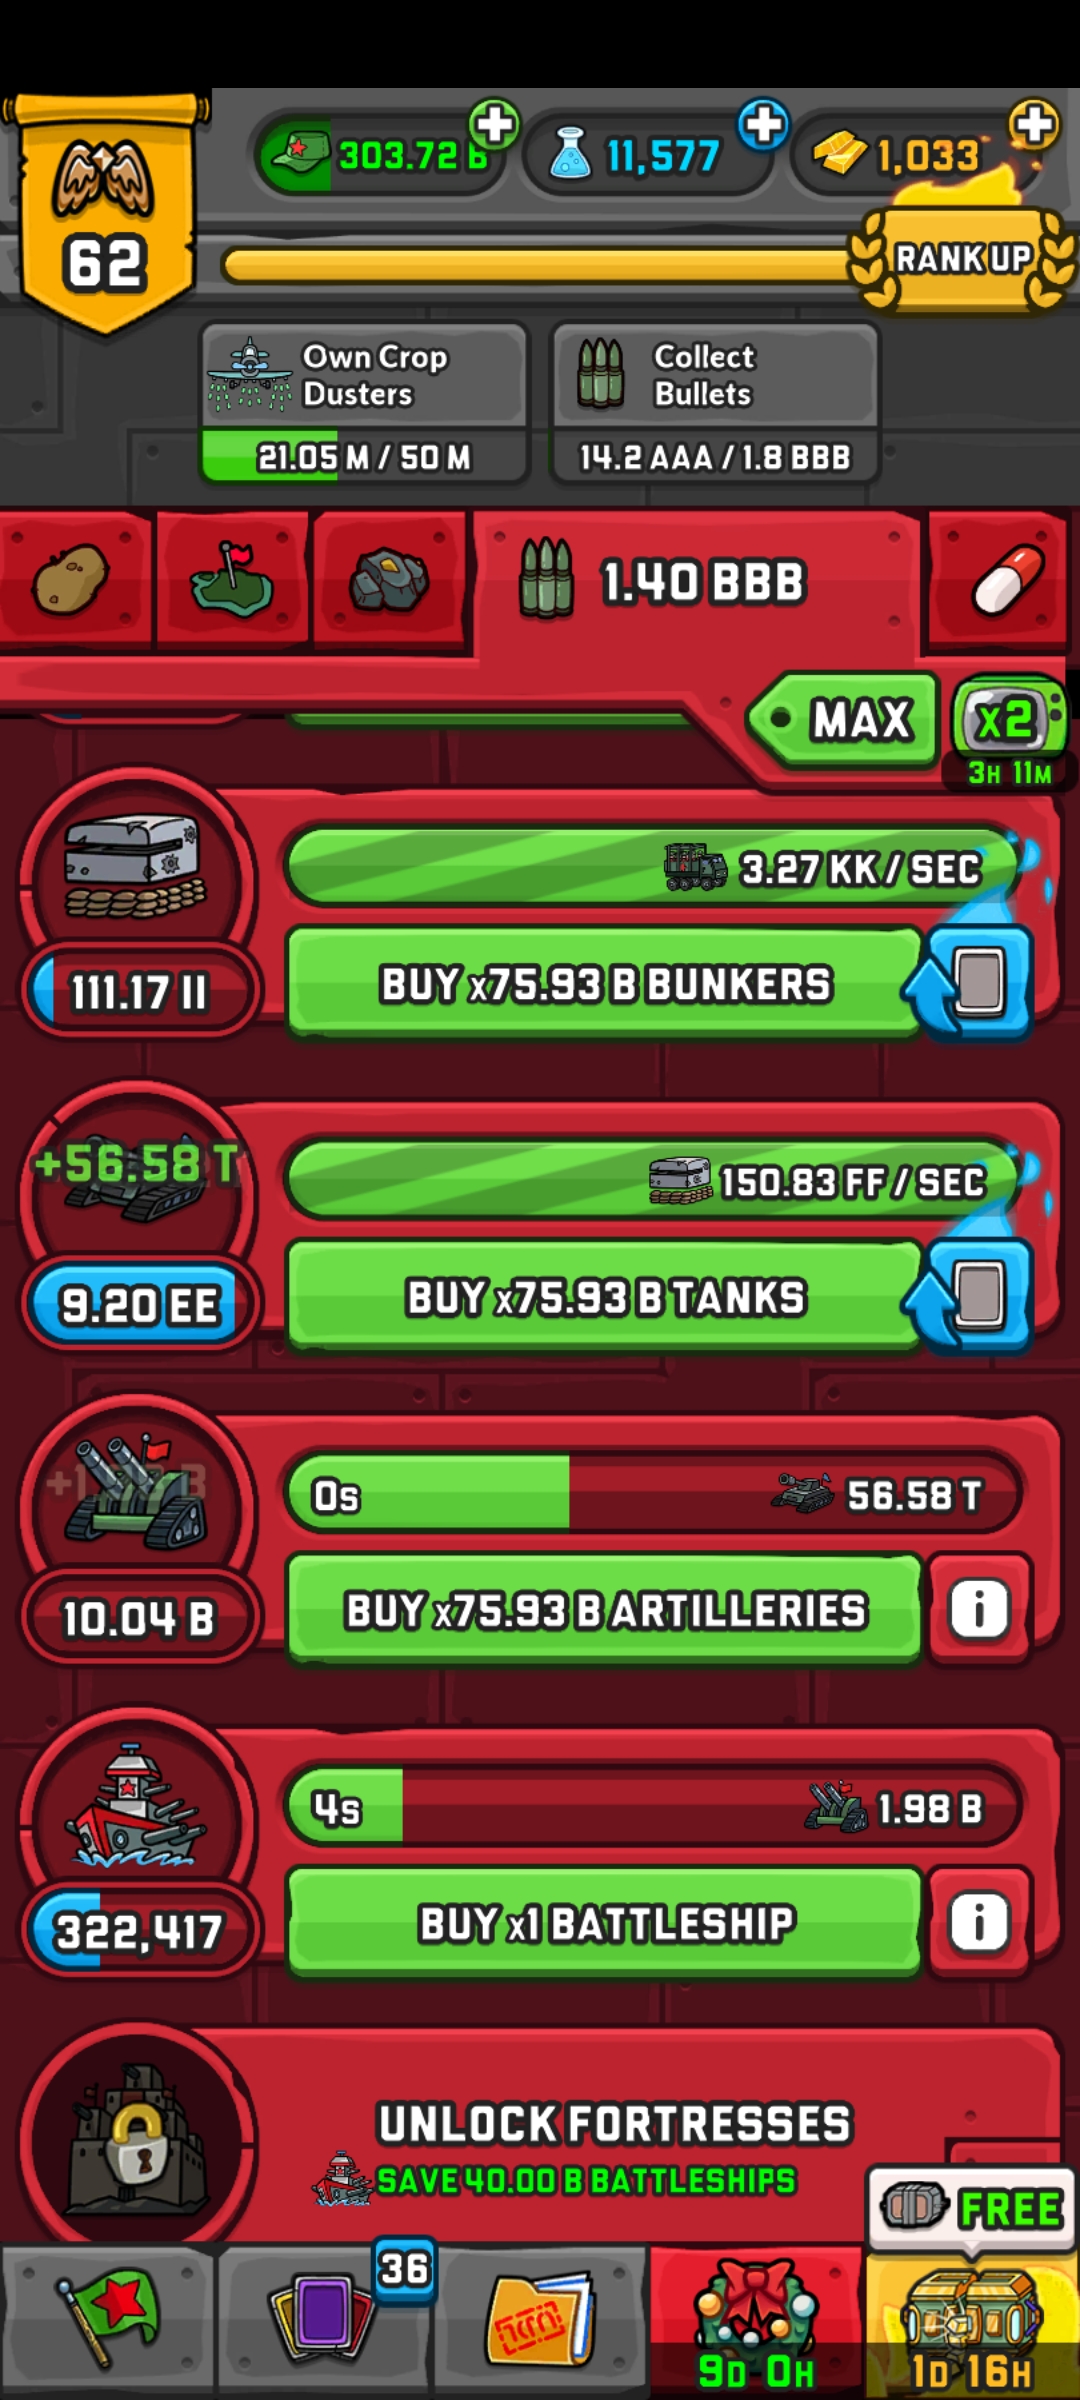 303.72 B
11,577
1,033
62
RANK UP
Own Crop
Dusters
21.05 M / 50 M
Collect
Bullets
14.2 AAA / 1.8 BBB
1.40 BBB
MAX
x2
3H 11M
3.27 KK / SEC
111.17 II
BUY x75.93 B BUNKERS
+56.58 T
150.83 FF / SEC
9.20 EE
BUY x75.93 B TANKS
0s
56.58 T
10.04 B
BUY x75.93 B ARTILLERIES
i
4s
1.98 B
322,417
BUY x1 BATTLESHIP
i
UNLOCK FORTRESSES
SAVE 40.00 B BATTLESHIPS
FREE
36
9D 0H
1D 16H